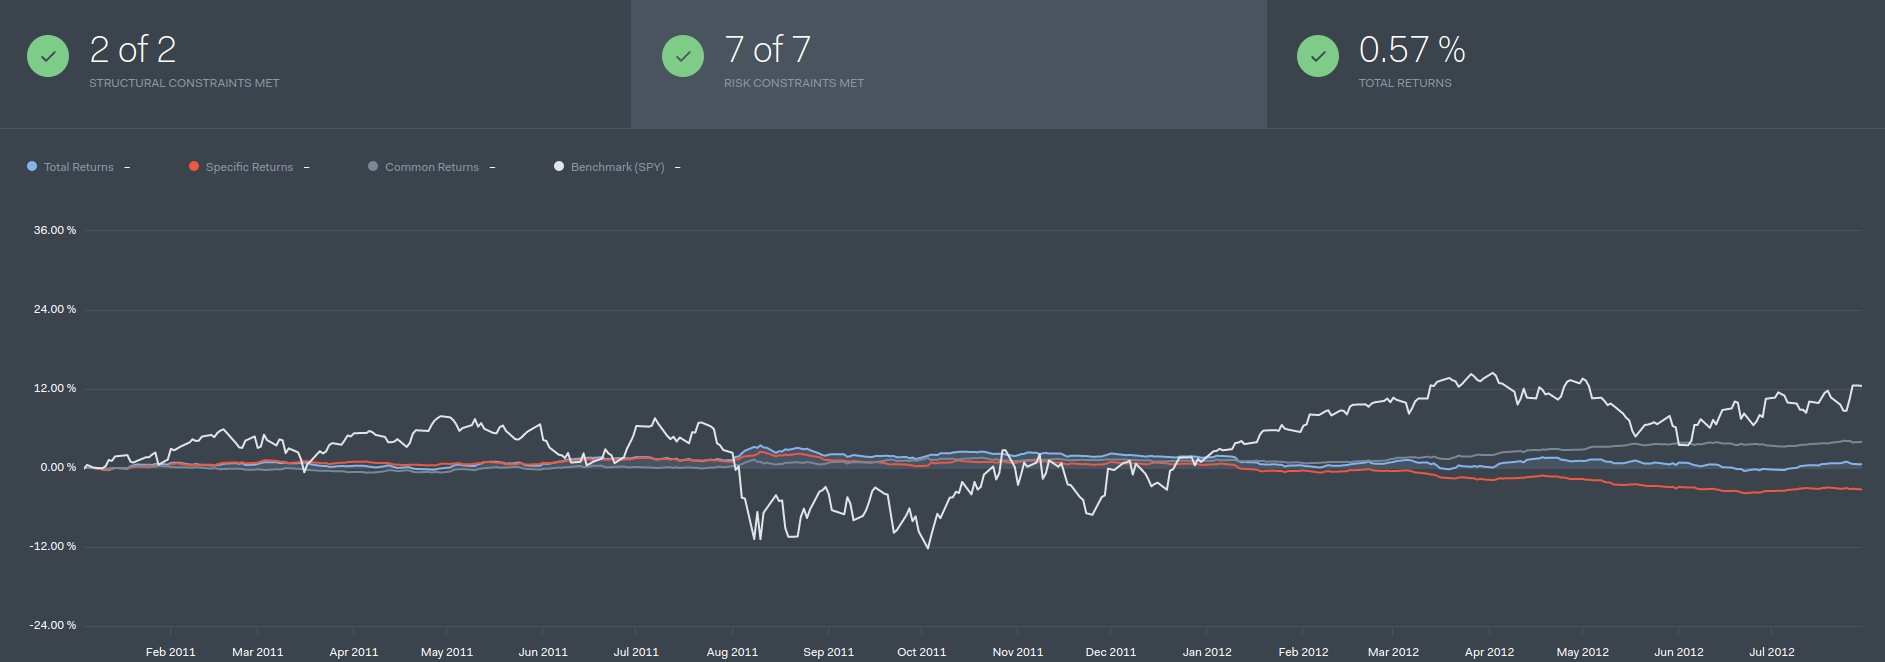 2 of 2
STRUCTURAL CONSTRAINTS MET
7 of 7
RISK CONSTRAINTS MET
0.57 %
TOTAL RETURNS
Total Returns –
Specific Returns –
Common Returns –
Benchmark (SPY) –
36.00 %
24.00 %
12.00 %
0.00 %
-12.00 %
-24.00 %
Feb 2011 Mar 2011 Apr 2011 May 2011 Jun 2011 Jul 2011 Aug 2011 Sep 2011 Oct 2011 Nov 2011 Dec 2011 Jan 2012 Feb 2012 Mar 2012 Apr 2012 May 2012 Jun 2012 Jul 2012